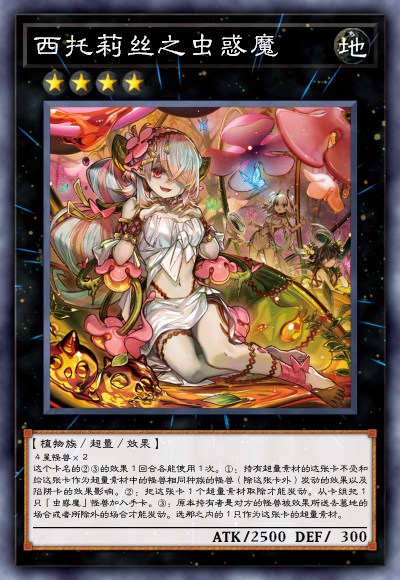 西托莉丝之虫惑魔
地
【植物族／超量／效果】
４星怪兽×２
这个卡名的②③的效果１回合各能使用１次。①：持有超量素材的这张卡不受和
给这张卡作为超量素材中的怪兽相同种族的怪兽（除这张卡外）发动的效果以及
陷阱卡的效果影响。②：把这张卡１个超量素材取除才能发动。从卡组把１
只「虫惑魔」怪兽加入手卡。③：原本持有者是对方的怪兽被效果所送去墓地的
场合或者所除外的场合才能发动。选那之内的１只作为这张卡的超量素材。
ATK/2500 DEF/ 300